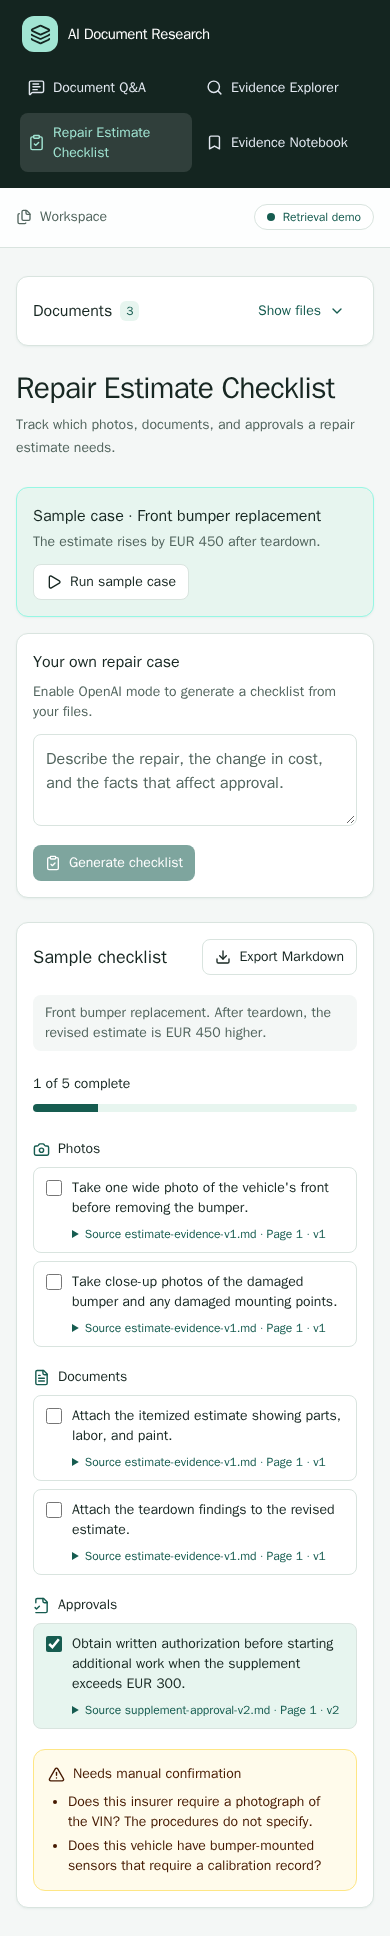 AI Document Research
Document Q&A
Evidence Explorer
Repair Estimate
Checklist
Evidence Notebook
Workspace
Retrieval demo
Documents 3
Show files
Repair Estimate Checklist
Track which photos, documents, and approvals a repair
estimate needs.
Sample case · Front bumper replacement
The estimate rises by EUR 450 after teardown.
Run sample case
Your own repair case
Enable OpenAI mode to generate a checklist from
your files.
Describe the repair, the change in cost,
and the facts that affect approval.
Generate checklist
Sample checklist
Export Markdown
Front bumper replacement. After teardown, the
revised estimate is EUR 450 higher.
1 of 5 complete
Photos
Take one wide photo of the vehicle's front
before removing the bumper.
Source estimate-evidence-v1.md · Page 1 · v1
Take close-up photos of the damaged
bumper and any damaged mounting points.
Source estimate-evidence-v1.md · Page 1 · v1
Documents
Attach the itemized estimate showing parts,
labor, and paint.
Source estimate-evidence-v1.md · Page 1 · v1
Attach the teardown findings to the revised
estimate.
Source estimate-evidence-v1.md · Page 1 · v1
Approvals
Obtain written authorization before starting
additional work when the supplement
exceeds EUR 300.
Source supplement-approval-v2.md · Page 1 · v2
Needs manual confirmation
• Does this insurer require a photograph of
the VIN? The procedures do not specify.
• Does this vehicle have bumper-mounted
sensors that require a calibration record?